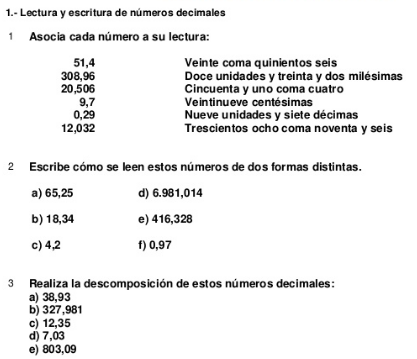 1.- Lectura y escritura de números decimales
1 Asocia cada número a su lectura:
51,4 Veinte coma quinientos seis
308,96 Doce unidades y treinta y dos milésimas
20,506 Cincuenta y uno coma cuatro
9,7 Veintinueve centésimas
0,29 Nueve unidades y siete décimas
12,032 Trescientos ocho coma noventa y seis
2 Escribe cómo se leen estos números de dos formas distintas.
a) 65,25 d) 6.981,014
b) 18,34 e) 416,328
c) 4,2 f) 0,97
3 Realiza la descomposición de estos números decimales:
a) 38,93
b) 327,981
c) 12,35
d) 7,03
e) 803,09